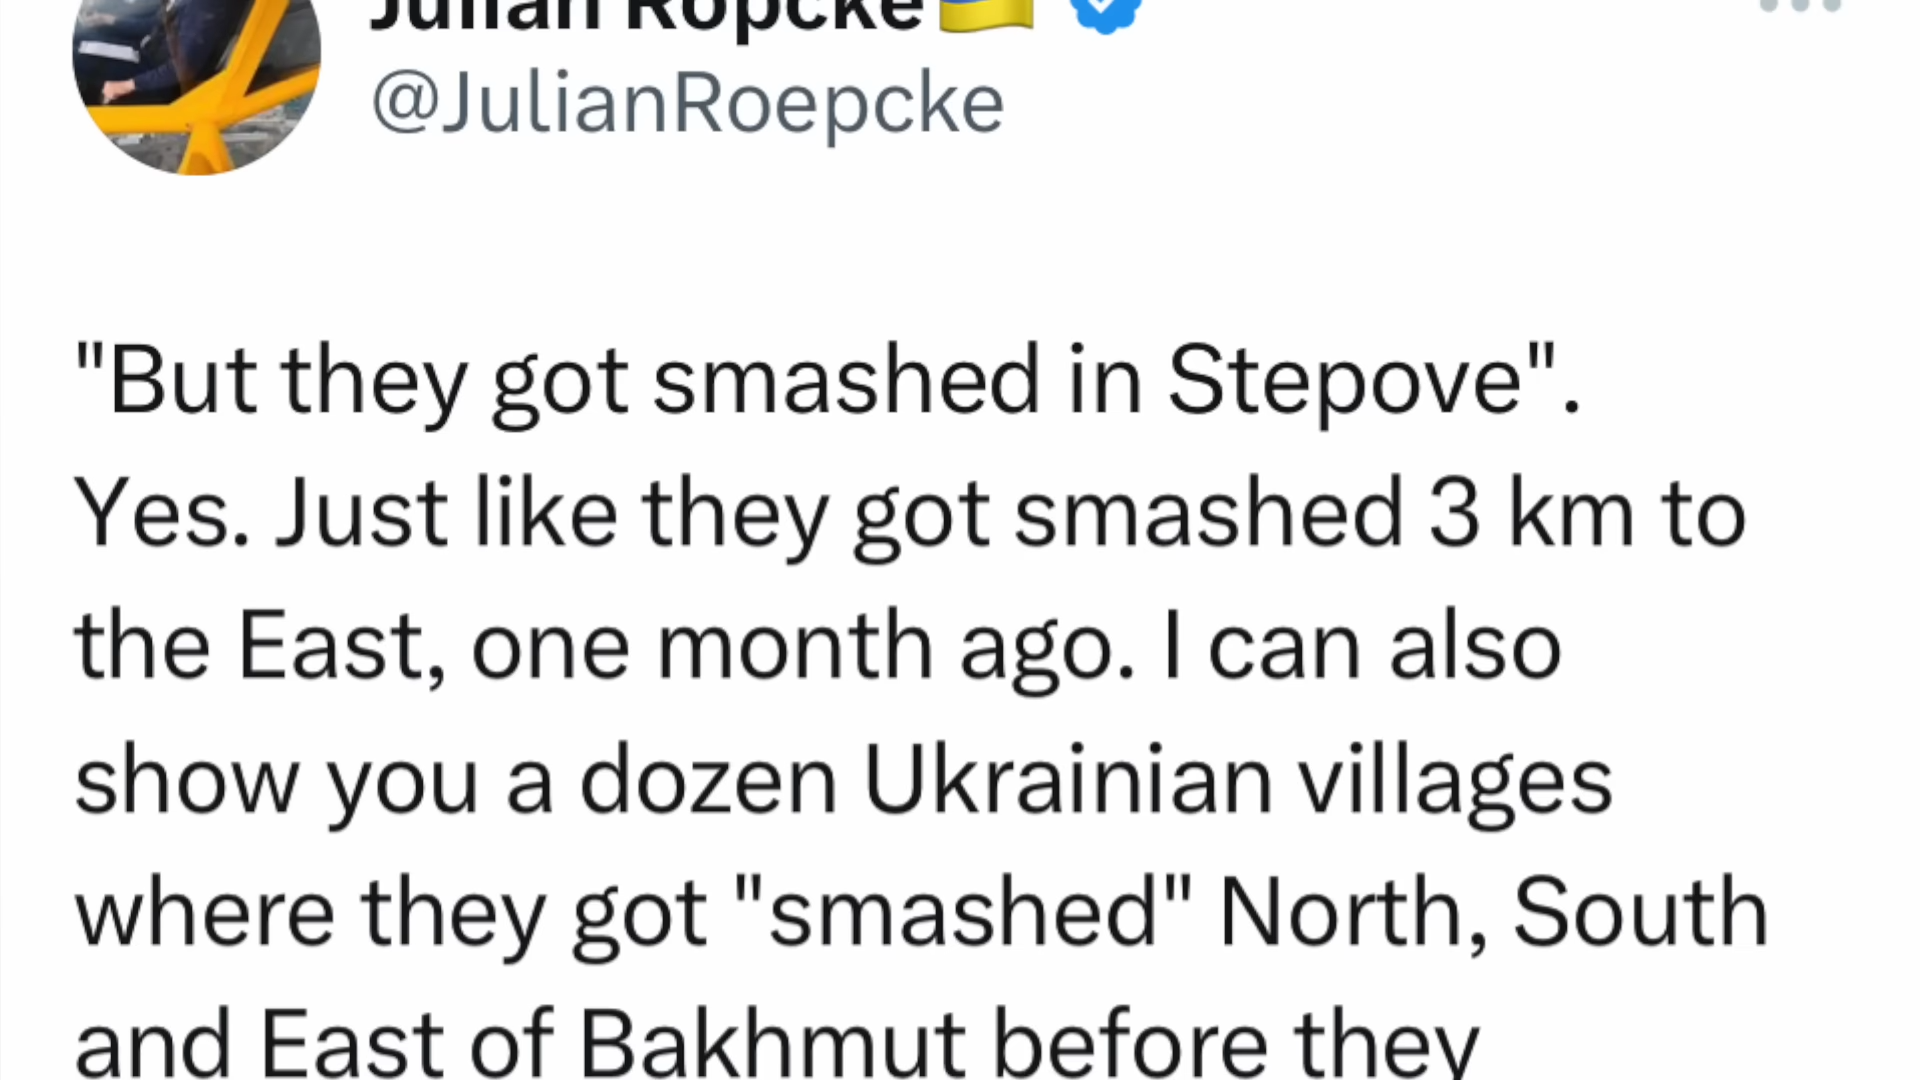 Julian Röpcke
@JulianRoepcke
"But they got smashed in Stepove".
Yes. Just like they got smashed 3 km to
the East, one month ago. I can also
show you a dozen Ukrainian villages
where they got "smashed" North, South
and East of Bakhmut before they